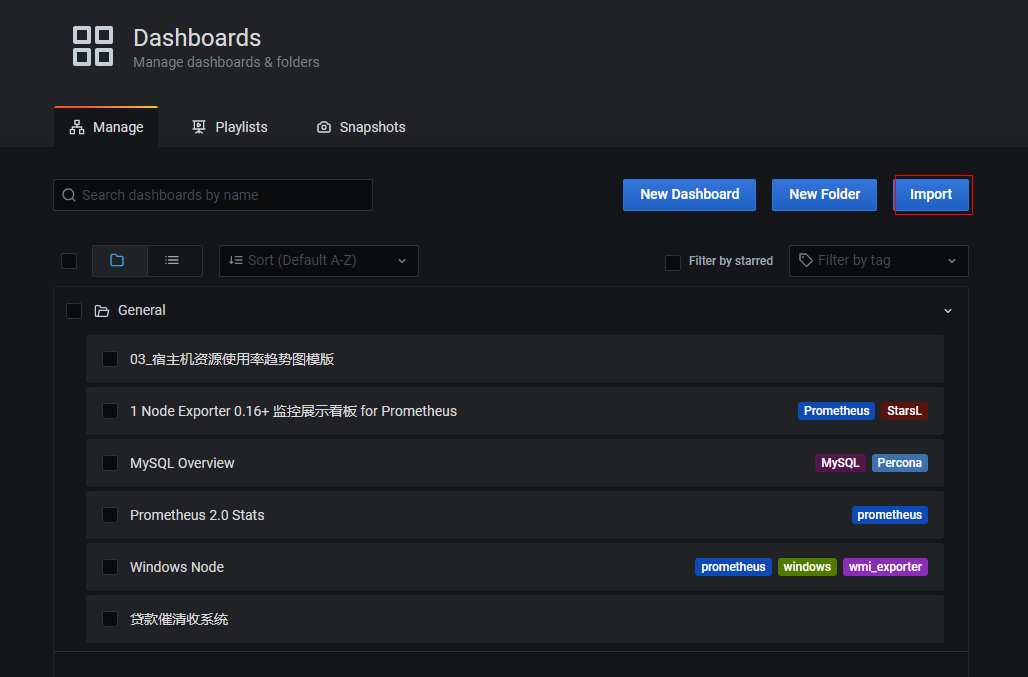 Dashboards
Manage dashboards & folders
Manage Playlists Snapshots
Search dashboards by name New Dashboard New Folder Import
Sort (Default A-Z) Filter by starred Filter by tag
General
03_宿主机资源使用率趋势图模版
1 Node Exporter 0.16+ 监控展示看板 for Prometheus Prometheus StarsL
MySQL Overview MySQL Percona
Prometheus 2.0 Stats prometheus
Windows Node prometheus windows wmi_exporter
贷款催清收系统